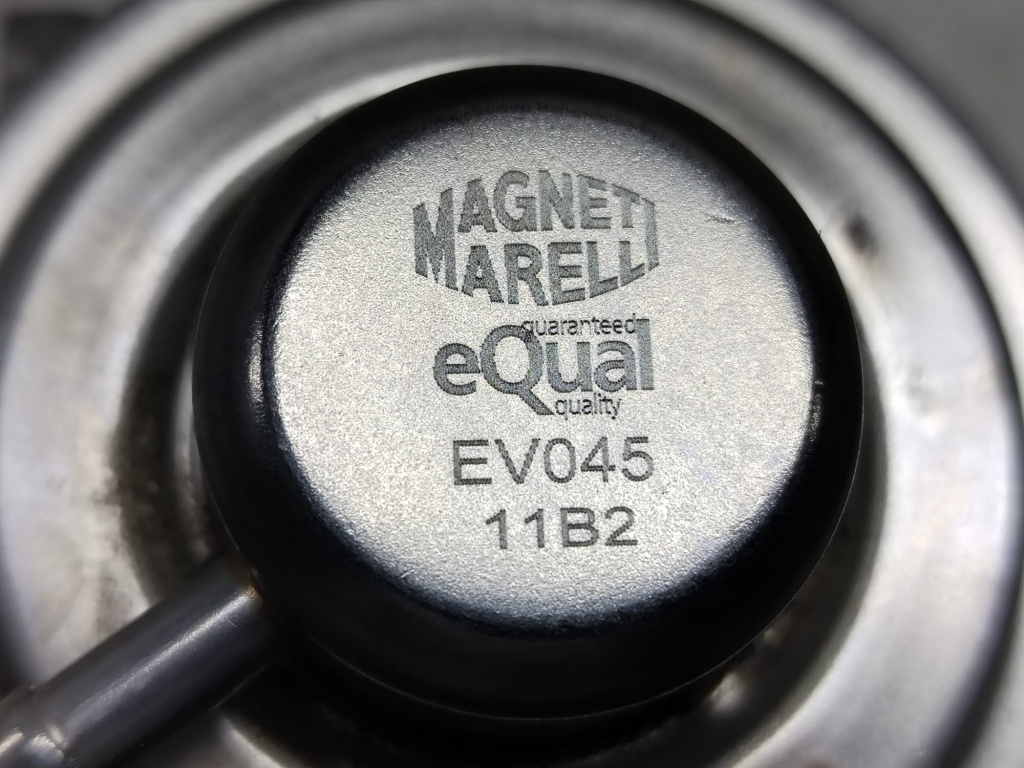 MAGNETI
MARELLI
guaranteed
eQual
quality
EV045
11B2